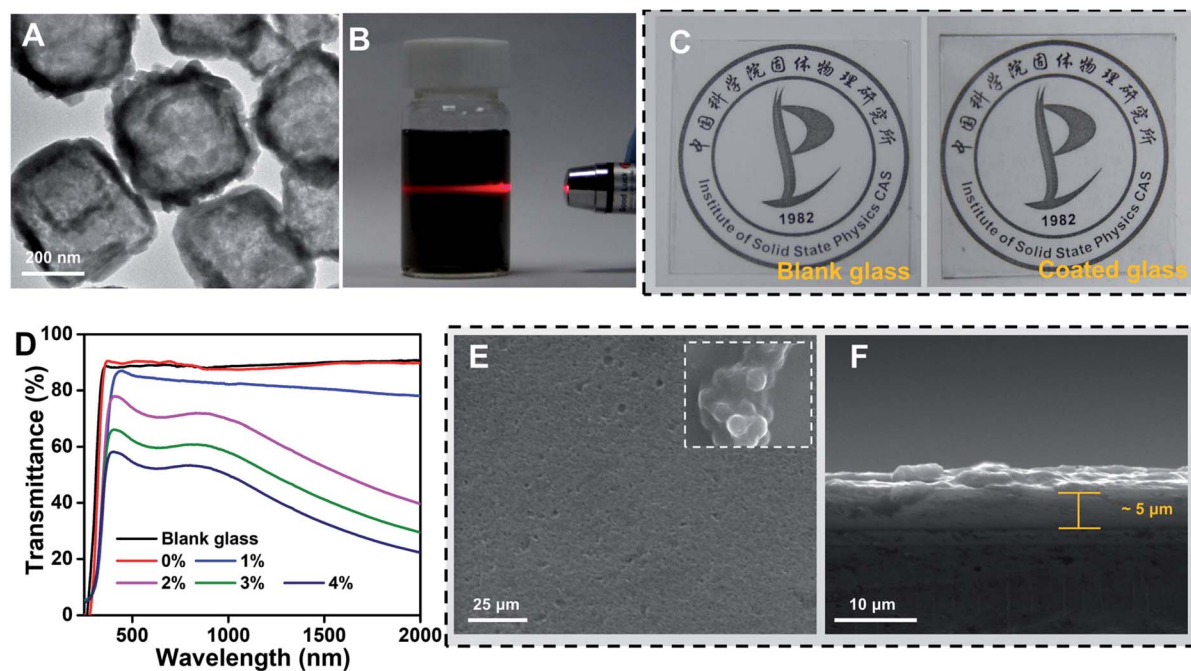 A
200 nm
B
C
中国科学院固体物理研究所
1982
Institute of Solid State Physics CAS
Blank glass
中国科学院固体物理研究所
1982
Institute of Solid State Physics CAS
Coated glass
D
Transmittance (%)
100
80
60
40
20
0
Blank glass
0% 1%
2% 3% 4%
500 1000 1500 2000
Wavelength (nm)
E
25 μm
F
~ 5 μm
10 μm